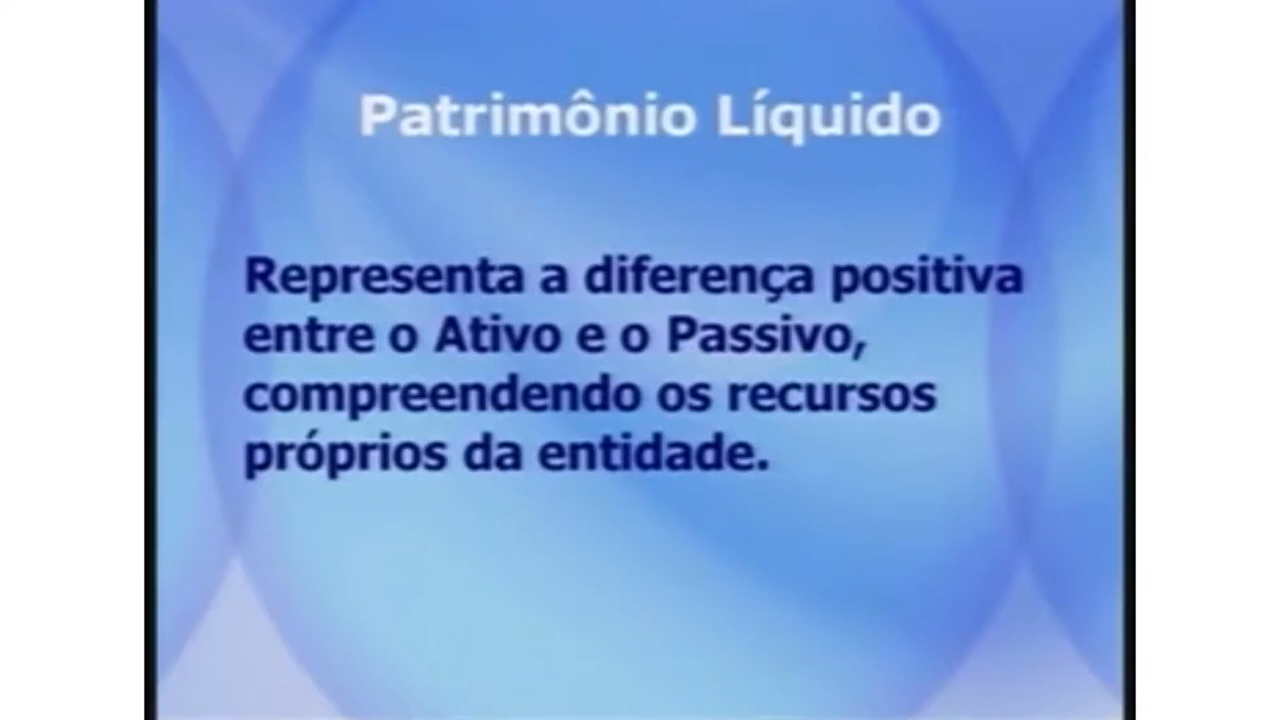 Patrimônio Líquido
Representa a diferença positiva
entre o Ativo e o Passivo,
compreendendo os recursos
próprios da entidade.